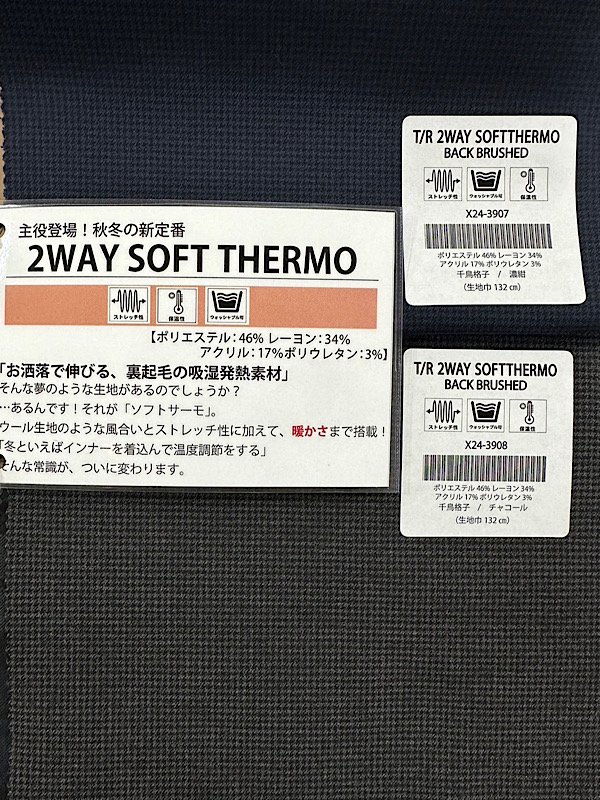 主役登場！秋冬の新定番
2WAY SOFT THERMO
ストレッチ性
保温性
ウォッシャブル可
【ポリエステル：46% レーヨン：34%
アクリル：17%ポリウレタン：3%】
「お洒落で伸びる、裏起毛の吸湿発熱素材」
そんな夢のような生地があるのでしょうか？
…あるんです！それが「ソフトサーモ」。
ウール生地のような風合いとストレッチ性に加えて、暖かさまで搭載！
「冬といえばインナーを着込んで温度調節をする」
そんな常識が、ついに変わります。
T/R 2WAY SOFTTHERMO
BACK BRUSHED
ストレッチ性
ウォッシャブル可
保温性
X24-3907
ポリエステル 46% レーヨン 34%
アクリル 17% ポリウレタン 3%
千鳥格子 / 濃紺
（生地巾 132 ㎝）
T/R 2WAY SOFTTHERMO
BACK BRUSHED
ストレッチ性
ウォッシャブル可
保温性
X24-3908
ポリエステル 46% レーヨン 34%
アクリル 17% ポリウレタン 3%
千鳥格子 / チャコール
（生地巾 132 ㎝）